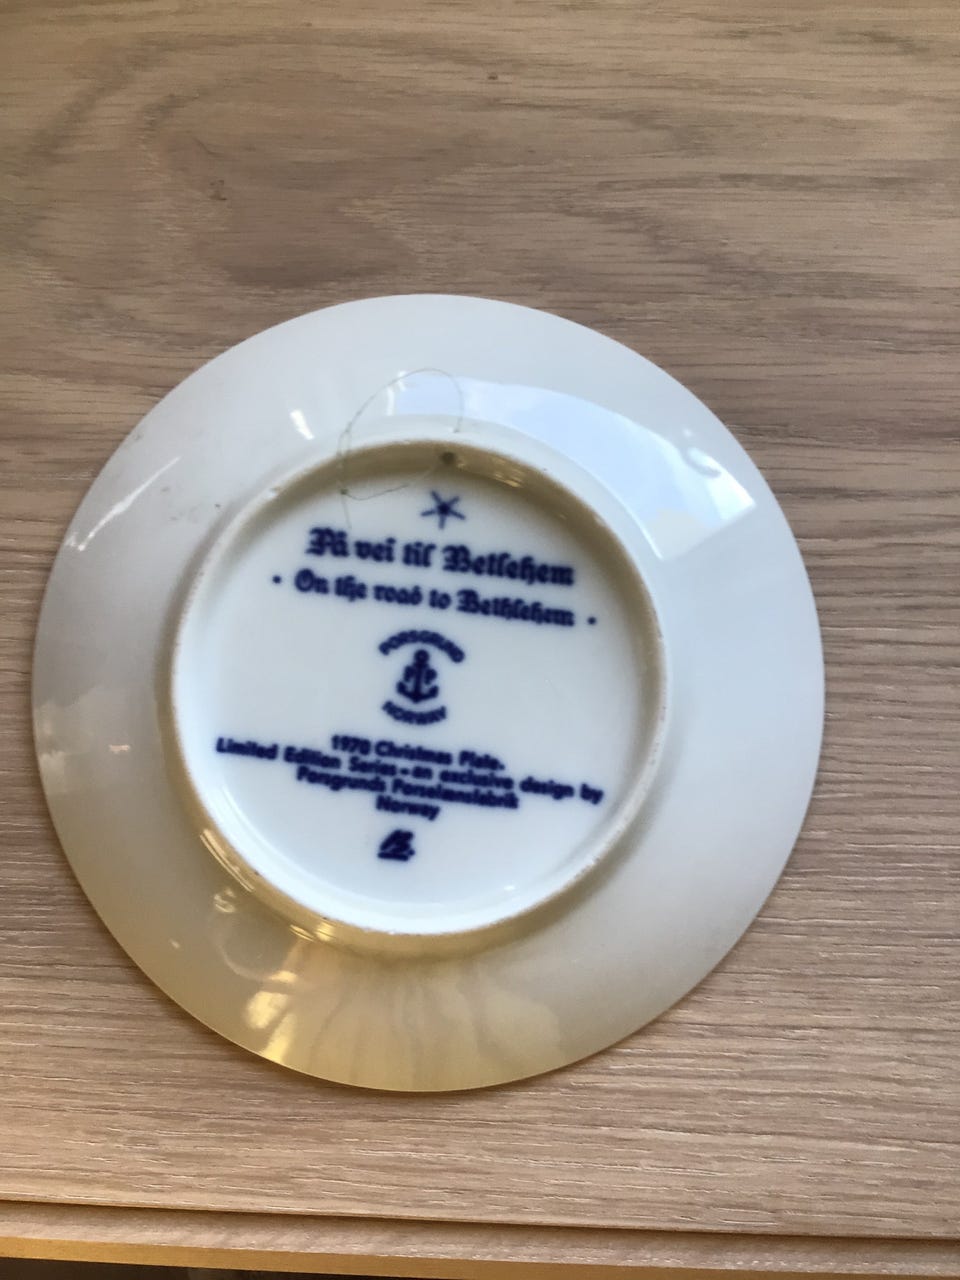 På vei til Betlehem
• On the road to Bethlehem •
PORSGRUND
P P
NORWAY
1970 Christmas Plate.
Limited Edition Series - an exclusive design by
Porsgrunds Porselænsfabrik
Norway